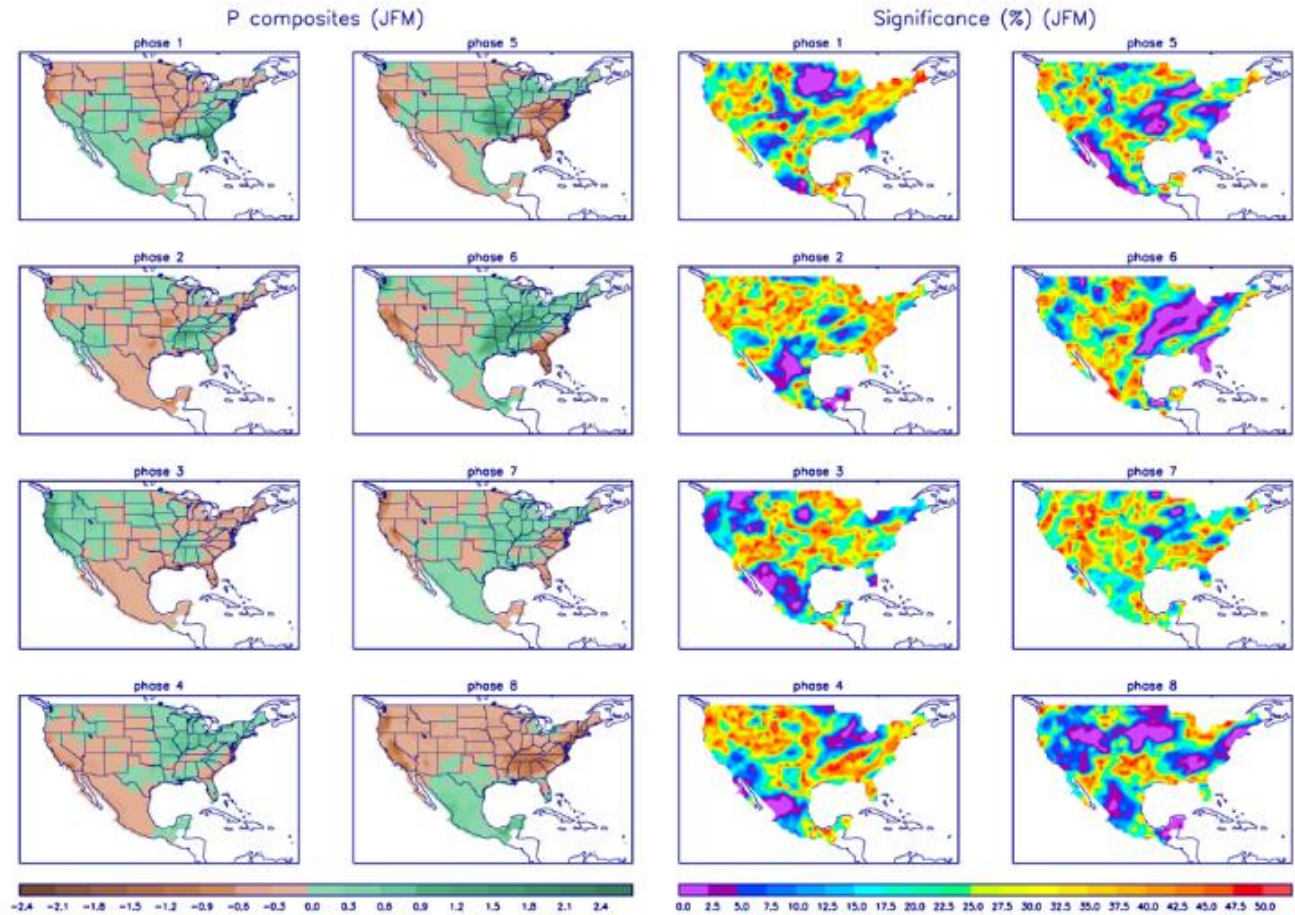 P composites (JFM)
Significance (%) (JFM)
phase 1
phase 5
phase 1
phase 5
phase 2
phase 6
phase 2
phase 6
phase 3
phase 7
phase 3
phase 7
phase 4
phase 8
phase 4
phase 8
-2.4 -2.1 -1.8 -1.5 -1.2 -0.9 -0.6 -0.3 0.0 0.3 0.6 0.9 1.2 1.5 1.8 2.1 2.4
0.0 2.5 5.0 7.5 10.0 12.5 15.0 17.5 20.0 22.5 25.0 27.5 30.0 32.5 35.0 37.5 40.0 42.5 45.0 47.5 50.0